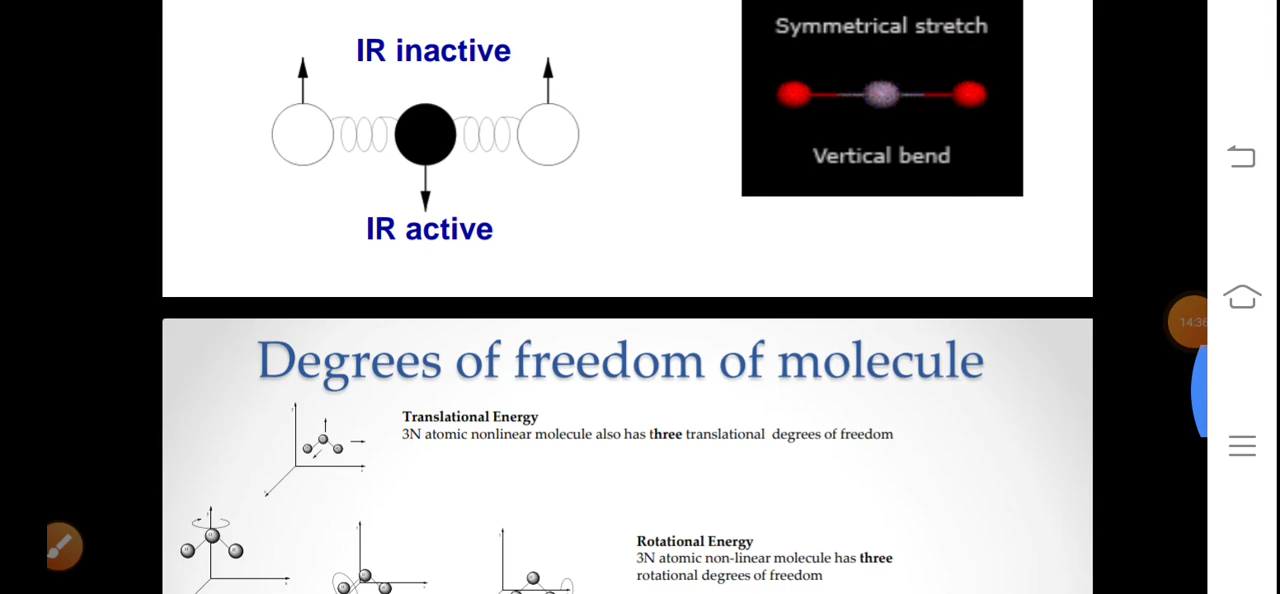 IR inactive
IR active
Symmetrical stretch
Vertical bend
Degrees of freedom of molecule
Translational Energy
3N atomic nonlinear molecule also has three translational degrees of freedom
Rotational Energy
3N atomic non-linear molecule has three
rotational degrees of freedom
14:36